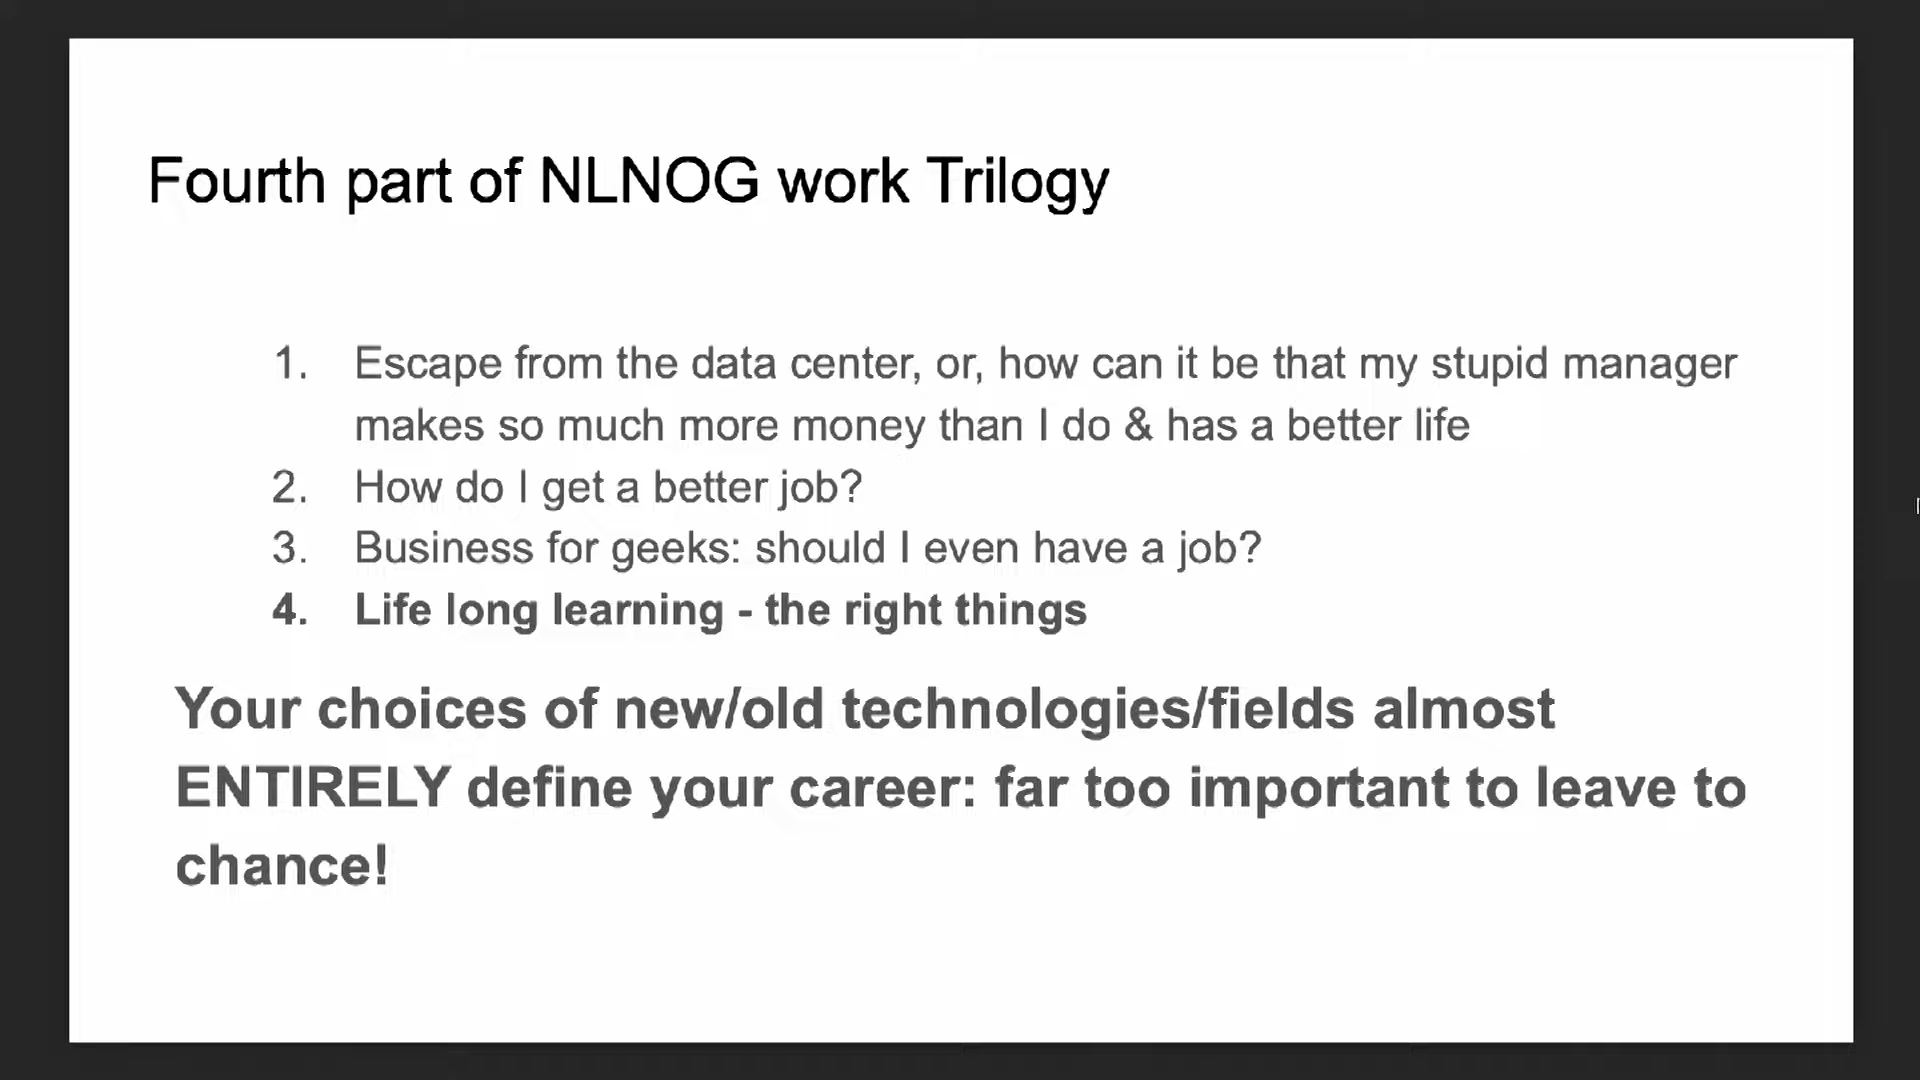 Fourth part of NLNOG work Trilogy
1. Escape from the data center, or, how can it be that my stupid manager
makes so much more money than I do & has a better life
2. How do I get a better job?
3. Business for geeks: should I even have a job?
4. Life long learning - the right things
Your choices of new/old technologies/fields almost
ENTIRELY define your career: far too important to leave to
chance!